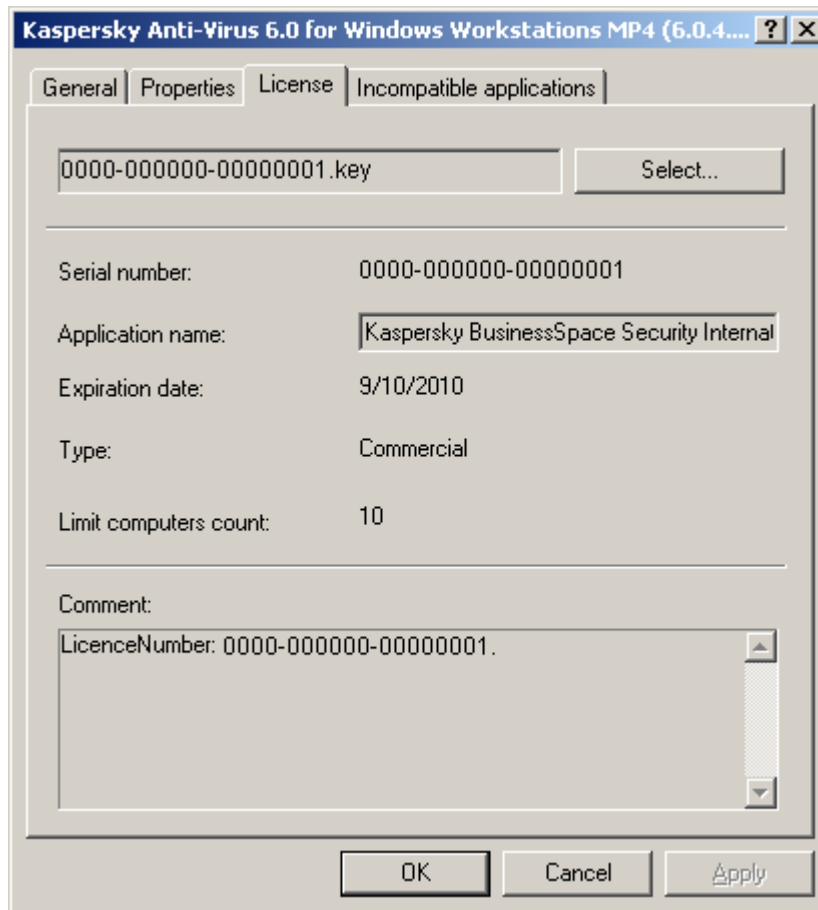 Kaspersky Anti-Virus 6.0 for Windows Workstations MP4 (6.0.4....
General Properties License Incompatible applications
0000-000000-00000001.key Select...
Serial number: 0000-000000-00000001
Application name: Kaspersky BusinessSpace Security Internal
Expiration date: 9/10/2010
Type: Commercial
Limit computers count: 10
Comment:
LicenceNumber: 0000-000000-00000001.
OK Cancel Apply